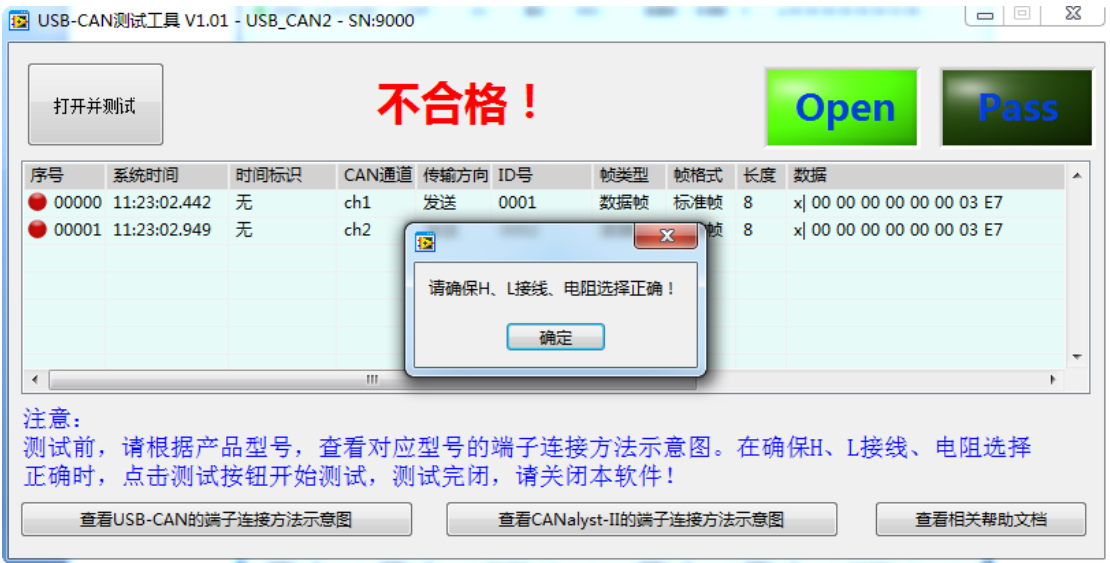 USB-CAN测试工具 V1.01 - USB_CAN2 - SN:9000
打开并测试
不合格！
Open
Pass
序号 系统时间 时间标识 CAN通道 传输方向 ID号 帧类型 帧格式 长度 数据
00000 11:23:02.442 无 ch1 发送 0001 数据帧 标准帧 8 x| 00 00 00 00 00 00 03 E7
00001 11:23:02.949 无 ch2 帧 8 x| 00 00 00 00 00 00 03 E7
请确保H、L接线、电阻选择正确！
确定
注意：
测试前，请根据产品型号，查看对应型号的端子连接方法示意图。在确保H、L接线、电阻选择
正确时，点击测试按钮开始测试，测试完闭，请关闭本软件！
查看USB-CAN的端子连接方法示意图
查看CANalyst-II的端子连接方法示意图
查看相关帮助文档